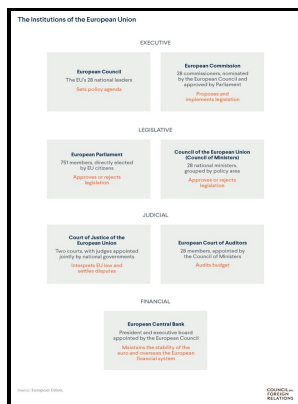 The Institutions of the European Union
EXECUTIVE
European Council
The EU's 28 national leaders
Sets policy agenda
European Commission
28 commissioners, nominated
by the European Council and
approved by Parliament
Proposes and
implements legislation
LEGISLATIVE
European Parliament
751 members, directly elected
by EU citizens
Approves or rejects
legislation
Council of the European Union
(Council of Ministers)
28 national ministers,
grouped by policy area
Approves or rejects
legislation
JUDICIAL
Court of Justice of the
European Union
Two courts, with judges appointed
jointly by national governments
Interprets EU law and
settles disputes
European Court of Auditors
28 members, appointed by
the Council of Ministers
Audits budget
FINANCIAL
European Central Bank
President and executive board
appointed by the European Council
Maintains the stability of the
euro and oversees the European
financial system
Source: European Union.
COUNCIL on
FOREIGN
RELATIONS